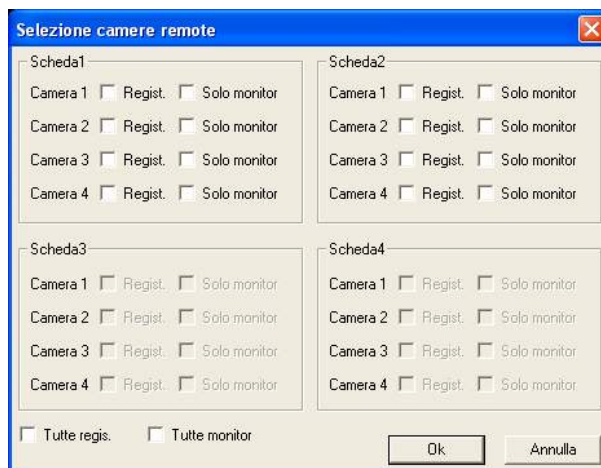 Selezione camere remote
Scheda1
Camera 1 Regist. Solo monitor
Camera 2 Regist. Solo monitor
Camera 3 Regist. Solo monitor
Camera 4 Regist. Solo monitor
Scheda2
Camera 1 Regist. Solo monitor
Camera 2 Regist. Solo monitor
Camera 3 Regist. Solo monitor
Camera 4 Regist. Solo monitor
Scheda3
Camera 1 Regist. Solo monitor
Camera 2 Regist. Solo monitor
Camera 3 Regist. Solo monitor
Camera 4 Regist. Solo monitor
Scheda4
Camera 1 Regist. Solo monitor
Camera 2 Regist. Solo monitor
Camera 3 Regist. Solo monitor
Camera 4 Regist. Solo monitor
Tutte regis. Tutte monitor
Ok Annulla